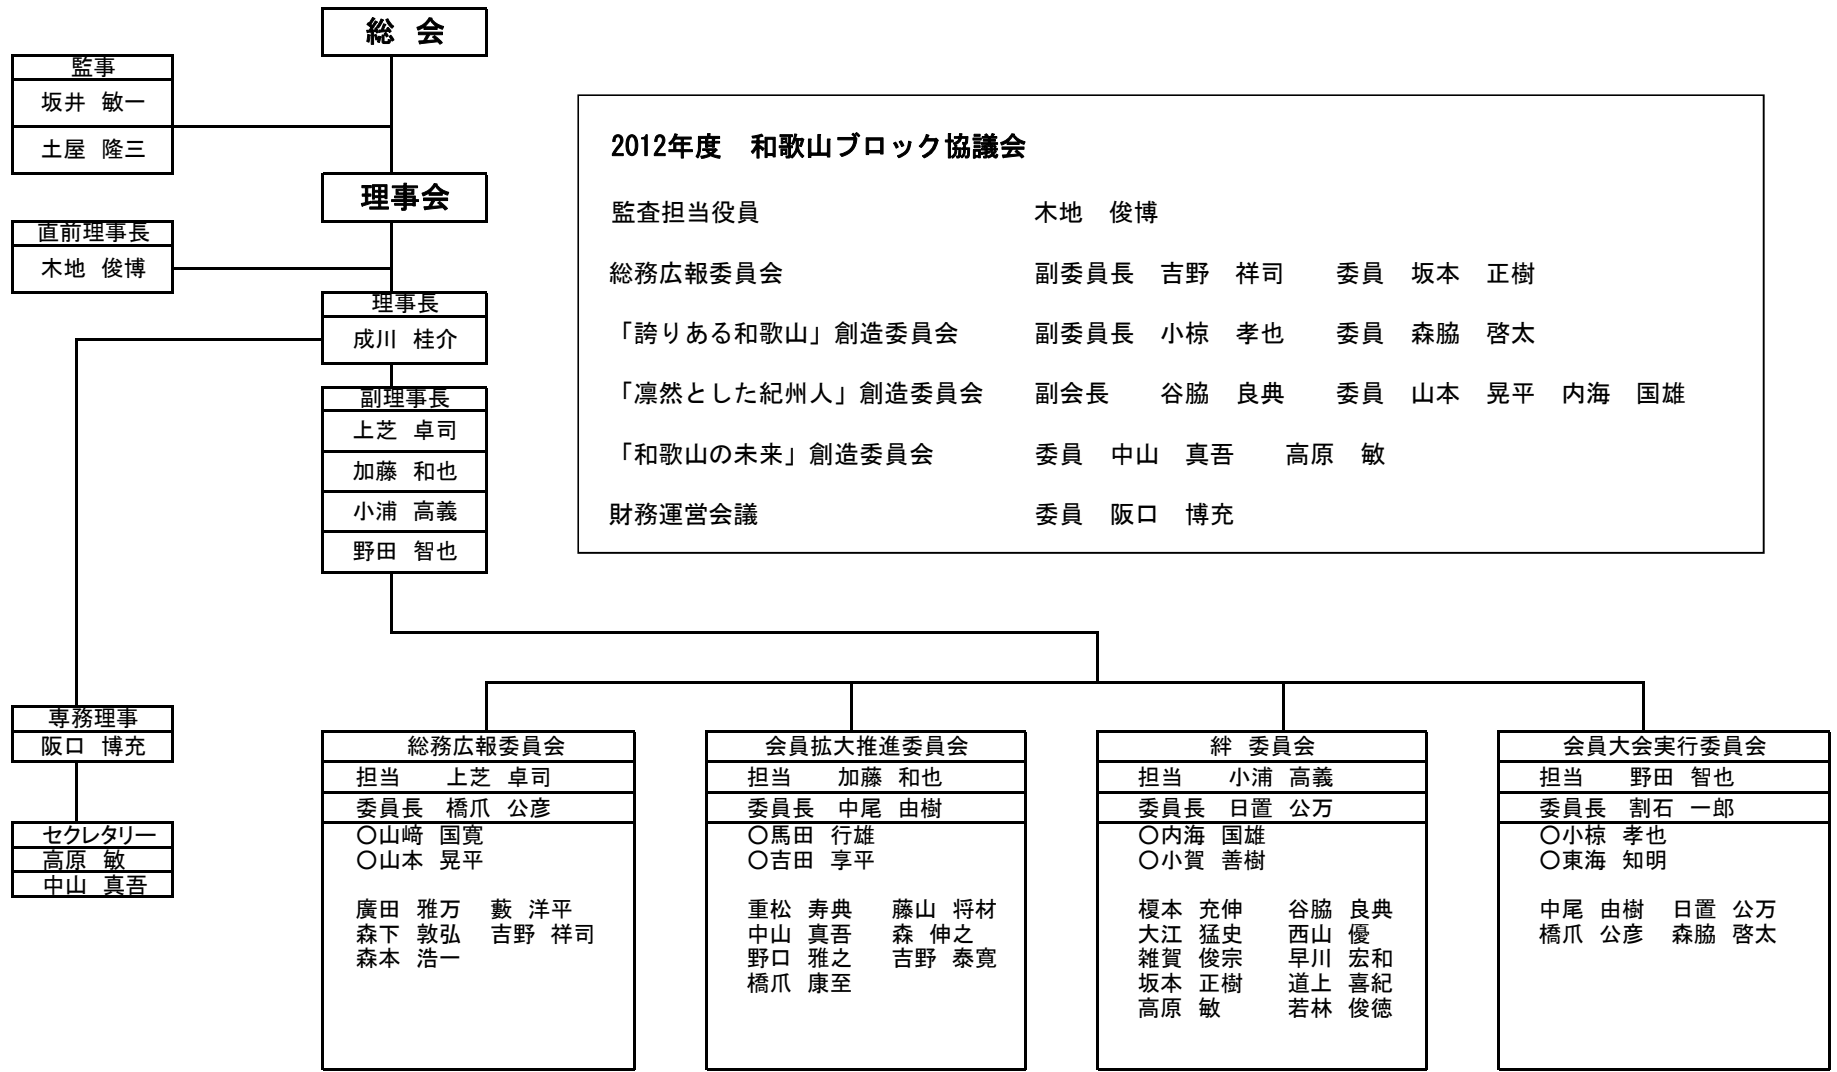 総 会
監事
坂井 敏一
土屋 隆三
理事会
直前理事長
木地 俊博
理事長
成川 桂介
副理事長
上芝 卓司
加藤 和也
小浦 高義
野田 智也
2012年度 和歌山ブロック協議会
監査担当役員 木地 俊博
総務広報委員会 副委員長 吉野 祥司 委員 坂本 正樹
「誇りある和歌山」創造委員会 副委員長 小椋 孝也 委員 森脇 啓太
「凛然とした紀州人」創造委員会 副会長 谷脇 良典 委員 山本 晃平 内海 国雄
「和歌山の未来」創造委員会 委員 中山 真吾 高原 敏
財務運営会議 委員 阪口 博充
専務理事
阪口 博充
セクレタリー
高原 敏
中山 真吾
総務広報委員会
担当 上芝 卓司
委員長 橋爪 公彦
〇山﨑 国寛
〇山本 晃平
廣田 雅万 藪 洋平
森下 敦弘 吉野 祥司
森本 浩一
会員拡大推進委員会
担当 加藤 和也
委員長 中尾 由樹
〇馬田 行雄
〇吉田 享平
重松 寿典 藤山 将材
中山 真吾 森 伸之
野口 雅之 吉野 泰寛
橋爪 康至
絆 委員会
担当 小浦 高義
委員長 日置 公万
〇内海 国雄
〇小賀 善樹
榎本 充伸 谷脇 良典
大江 猛史 西山 優
雑賀 俊宗 早川 宏和
坂本 正樹 道上 喜紀
高原 敏 若林 俊徳
会員大会実行委員会
担当 野田 智也
委員長 割石 一郎
〇小椋 孝也
〇東海 知明
中尾 由樹 日置 公万
橋爪 公彦 森脇 啓太